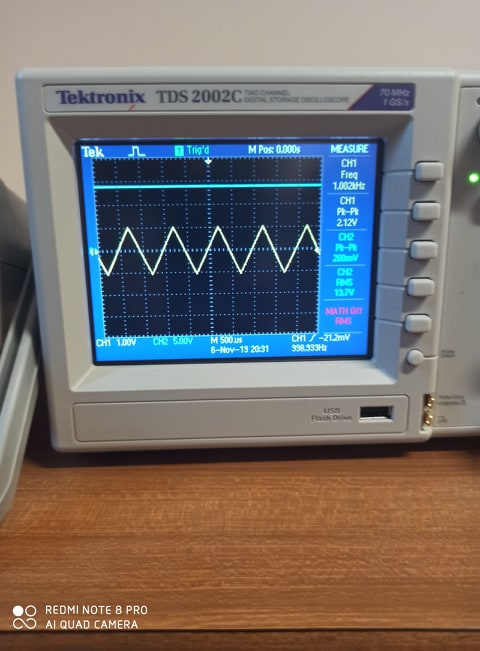 Tektronix TDS 2002C TWO CHANNEL DIGITAL STORAGE OSCILLOSCOPE
70 MHz
1 GS/s
Tek Trig'd M Pos: 0.000s MEASURE
CH1
Freq
1.002kHz
CH1
Pk-Pk
2.12V
CH2
Pk-Pk
200mV
CH2
RMS
13.7V
MATH Off
RMS
CH1 1.00V CH2 5.00V M 500µs CH1 / -21.2mV
6-Nov-19 20:31 998.933Hz
USB
Flash Drive
REDMI NOTE 8 PRO
AI QUAD CAMERA